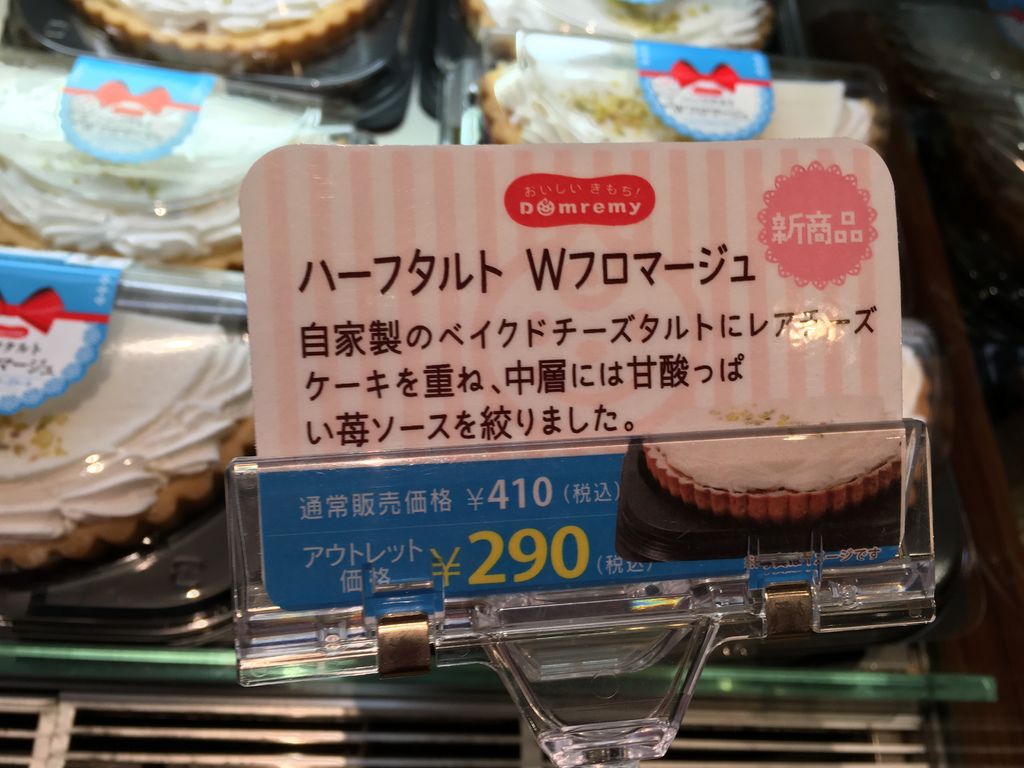 おいしい きもち!
Domremy
新商品
ハーフタルト Wフロマージュ
自家製のベイクドチーズタルトにレアチーズ
ケーキを重ね、中層には甘酸っぱ
い苺ソースを絞りました。
通常販売価格 ¥410 (税込)
アウトレット
価格
¥290 (税込)
ージです